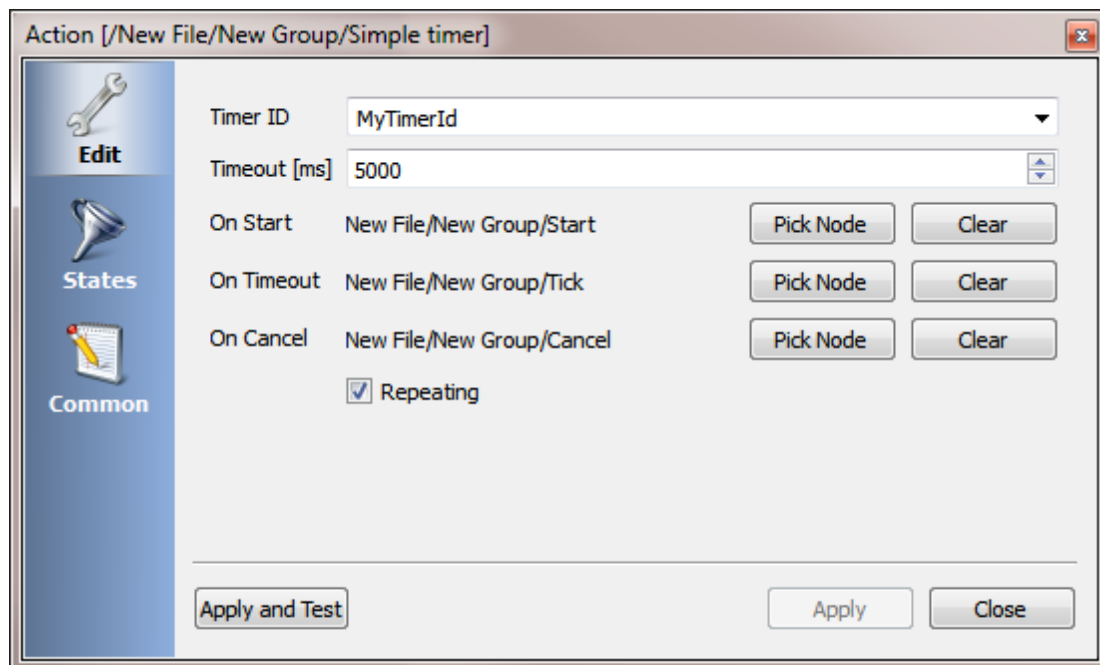 Action [/New File/New Group/Simple timer]
Edit
States
Common
Timer ID MyTimerId
Timeout [ms] 5000
On Start New File/New Group/Start Pick Node Clear
On Timeout New File/New Group/Tick Pick Node Clear
On Cancel New File/New Group/Cancel Pick Node Clear
Repeating
Apply and Test Apply Close